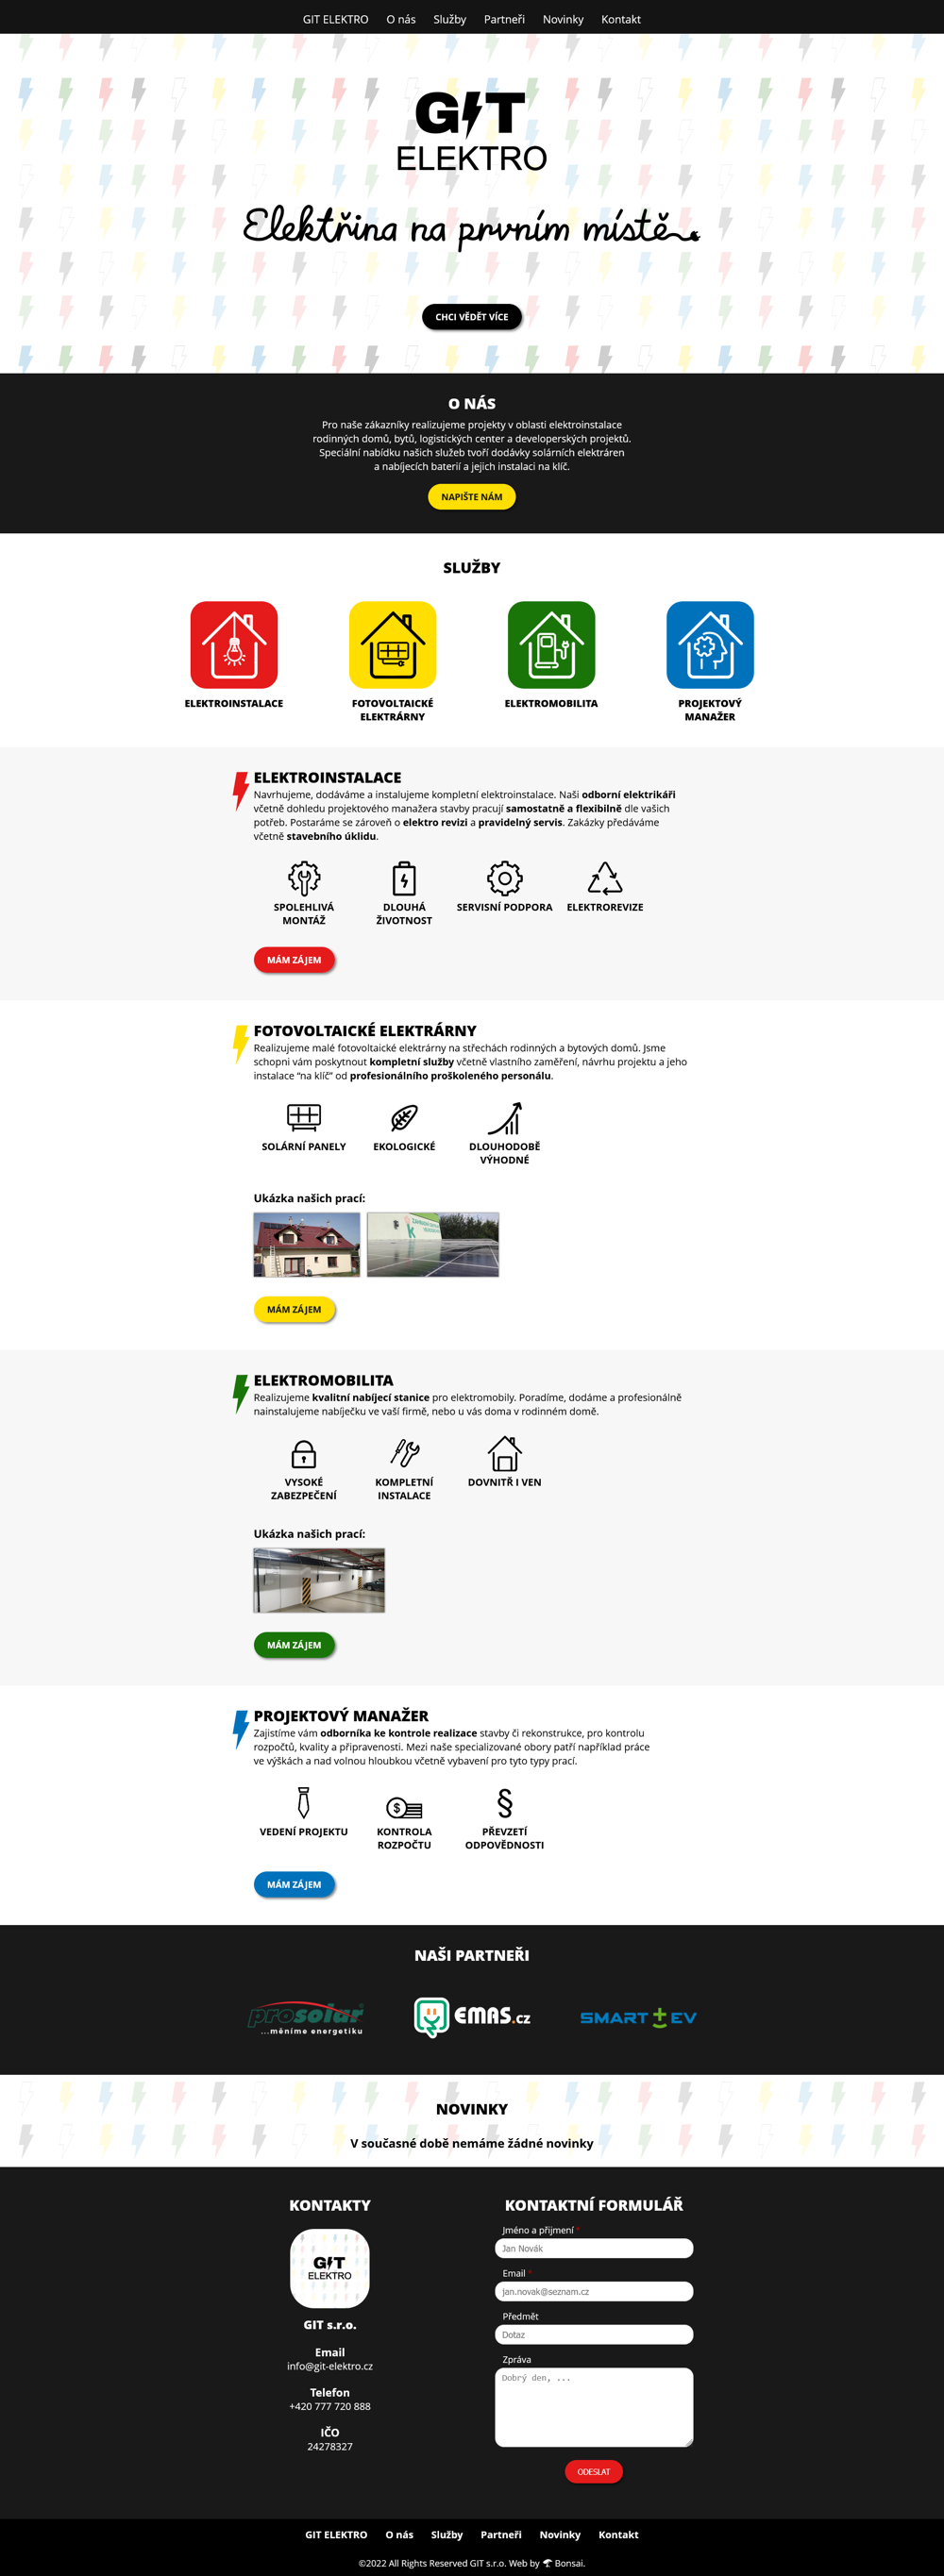 GIT ELEKTRO O nás Služby Partneři Novinky Kontakt
GIT
ELEKTRO
Elektřina na prvním místě
CHCI VĚDĚT VÍCE
O NÁS
Pro naše zákazníky realizujeme projekty v oblasti elektroinstalace
rodinných domů, bytů, logistických center a developerských projektů.
Speciální nabídku našich služeb tvoří dodávky solárních elektráren
a nabíjecích baterií a jejich instalaci na klíč.
NAPIŠTE NÁM
SLUŽBY
ELEKTROINSTALACE
FOTOVOLTAICKÉ
ELEKTRÁRNY
ELEKTROMOBILITA
PROJEKTOVÝ
MANAŽER
ELEKTROINSTALACE
Navrhujeme, dodáváme a instalujeme kompletní elektroinstalace. Naši odborní elektrikáři
včetně dohledu projektového manažera stavby pracují samostatně a flexibilně dle vašich
potřeb. Postaráme se zároveň o elektro revizi a pravidelný servis. Zakázky předáváme
včetně stavebního úklidu.
SPOLEHLIVÁ
MONTÁŽ
DLOUHÁ
ŽIVOTNOST
SERVISNÍ PODPORA
ELEKTROREVIZE
MÁM ZÁJEM
FOTOVOLTAICKÉ ELEKTRÁRNY
Realizujeme malé fotovoltaické elektrárny na střechách rodinných a bytových domů. Jsme
schopni vám poskytnout kompletní služby včetně vlastního zaměření, návrhu projektu a jeho
instalace “na klíč” od profesionálního proškoleného personálu.
SOLÁRNÍ PANELY
EKOLOGICKÉ
DLOUHODOBĚ
VÝHODNÉ
Ukázka našich prací:
MÁM ZÁJEM
ELEKTROMOBILITA
Realizujeme kvalitní nabíjecí stanice pro elektromobily. Poradíme, dodáme a profesionálně
nainstalujeme nabíječku ve vaší firmě, nebo u vás doma v rodinném domě.
VYSOKÉ
ZABEZPEČENÍ
KOMPLETNÍ
INSTALACE
DOVNITŘ I VEN
Ukázka našich prací:
MÁM ZÁJEM
PROJEKTOVÝ MANAŽER
Zajistíme vám odborníka ke kontrole realizace stavby či rekonstrukce, pro kontrolu
rozpočtů, kvality a připravenosti. Mezi naše specializované obory patří například práce
ve výškách a nad volnou hloubkou včetně vybavení pro tyto typy prací.
VEDENÍ PROJEKTU
KONTROLA
ROZPOČTU
PŘEVZETÍ
ODPOVĚDNOSTI
MÁM ZÁJEM
NAŠI PARTNEŘI
prosolar
...měníme energetiku
EMAS.cz
SMART EV
NOVINKY
V současné době nemáme žádné novinky
KONTAKTY
GIT
ELEKTRO
GIT s.r.o.
Email
info@git-elektro.cz
Telefon
+420 777 720 888
IČO
24278327
KONTAKTNÍ FORMULÁŘ
Jméno a přijmení *
Jan Novák
Email *
jan.novak@seznam.cz
Předmět
Dotaz
Zpráva
Dobrý den, ...
ODESLAT
GIT ELEKTRO O nás Služby Partneři Novinky Kontakt
©2022 All Rights Reserved GIT s.r.o. Web by Bonsai.